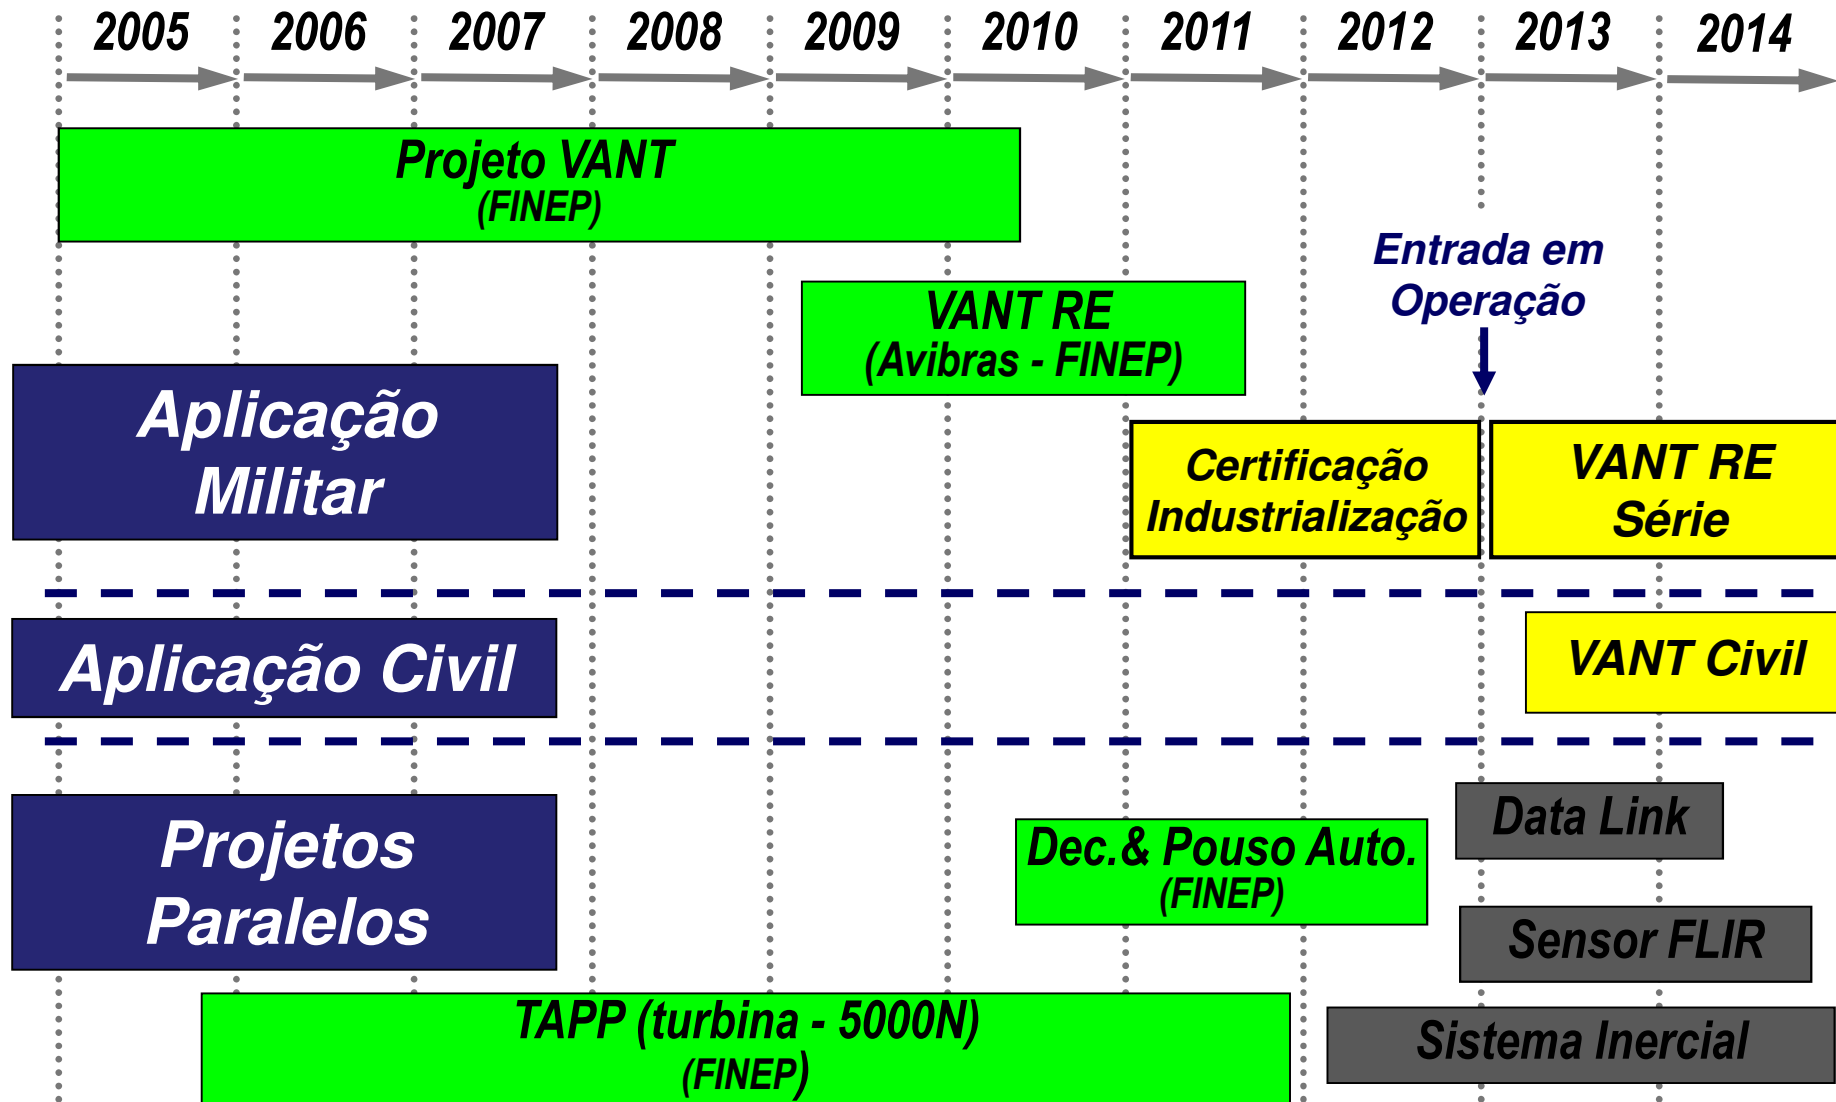 2005 2006 2007 2008 2009 2010 2011 2012 2013 2014
Projeto VANT
(FINEP)
Entrada em
Operação
VANT RE
(Avibras - FINEP)
Aplicação
Militar
Certificação
Industrialização
VANT RE
Série
Aplicação Civil
VANT Civil
Projetos
Paralelos
Dec.& Pouso Auto.
(FINEP)
Data Link
Sensor FLIR
TAPP (turbina - 5000N)
(FINEP)
Sistema Inercial